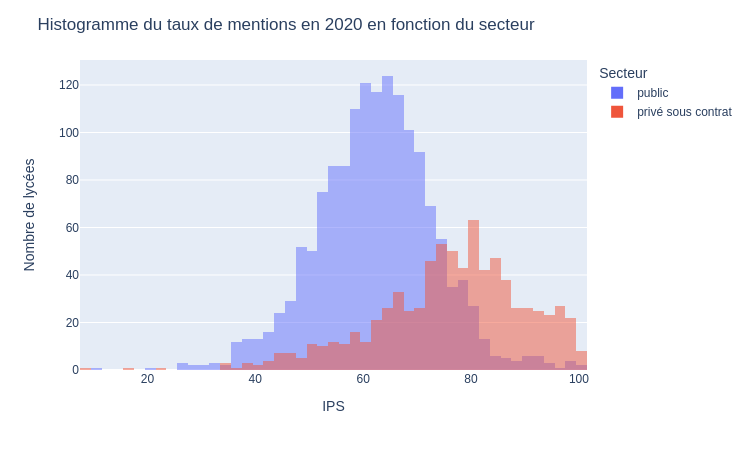 Histogramme du taux de mentions en 2020 en fonction du secteur
Secteur
public
privé sous contrat
Nombre de lycées
120
100
80
60
40
20
0
20
40
60
80
100
IPS